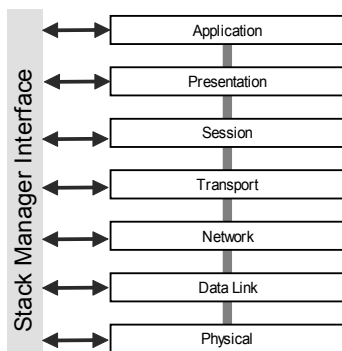 Stack Manager Interface
Application
Presentation
Session
Transport
Network
Data Link
Physical